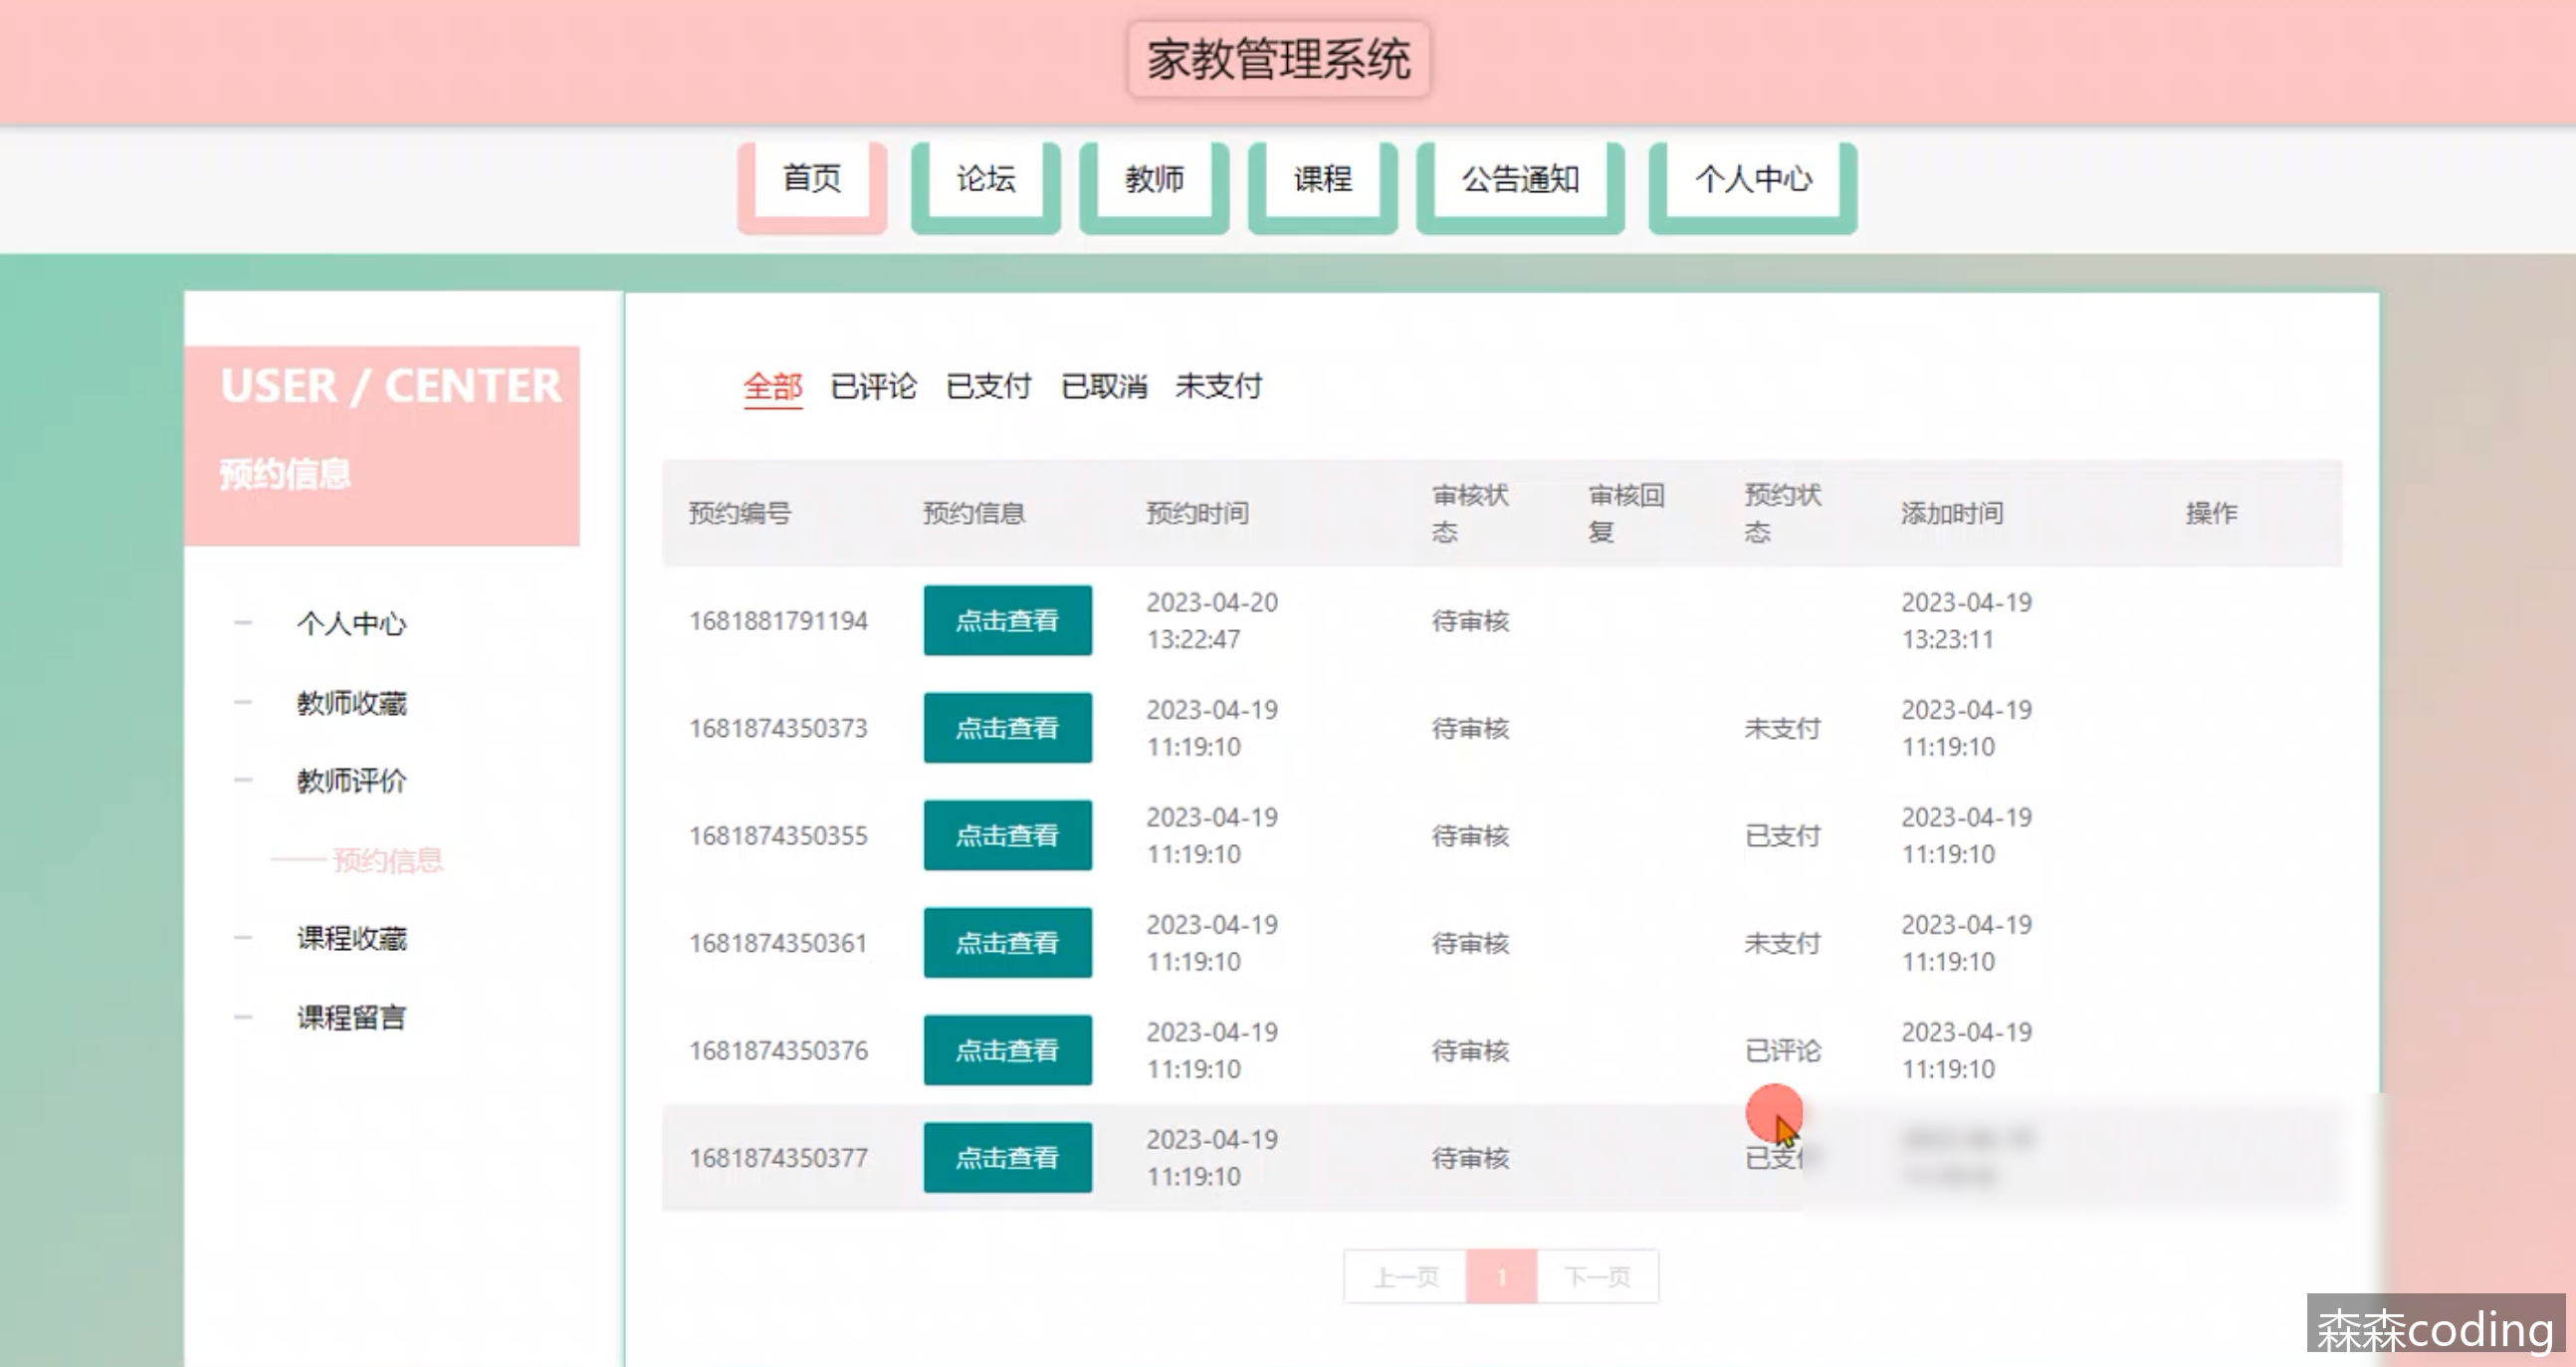 家教管理系统
首页 论坛 教师 课程 公告通知 个人中心
USER / CENTER
预约信息
个人中心
教师收藏
教师评价
预约信息
课程收藏
课程留言
全部 已评论 已支付 已取消 未支付
预约编号 预约信息 预约时间 审核状态 审核回复 预约状态 添加时间 操作
1681881791194 点击查看 2023-04-20 13:22:47 待审核 2023-04-19 13:23:11
1681874350373 点击查看 2023-04-19 11:19:10 待审核 未支付 2023-04-19 11:19:10
1681874350355 点击查看 2023-04-19 11:19:10 待审核 已支付 2023-04-19 11:19:10
1681874350361 点击查看 2023-04-19 11:19:10 待审核 未支付 2023-04-19 11:19:10
1681874350376 点击查看 2023-04-19 11:19:10 待审核 已评论 2023-04-19 11:19:10
1681874350377 点击查看 2023-04-19 11:19:10 待审核 已支
上一页 1 下一页
森森coding